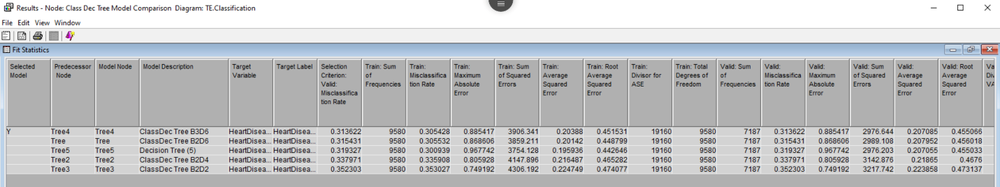 Results - Node: Class Dec Tree Model Comparison Diagram: TE.Classification
File Edit View Window
Fit Statistics
Selected Model Predecessor Node Model Node Model Description Target Variable Target Label Selection Criterion: Valid: Misclassifica tion Rate Train: Sum of Frequencies Train: Misclassifica tion Rate Train: Maximum Absolute Error Train: Sum of Squared Errors Train: Average Squared Error Train: Root Average Squared Error Train: Divisor for ASE Train: Total Degrees of Freedom Valid: Sum of Frequencies Valid: Misclassifica tion Rate Valid: Maximum Absolute Error Valid: Sum of Squared Errors Valid: Average Squared Error Valid: Root Average Squared Error Va Div VA
Y Tree4 Tree4 ClassDec Tree B3D6 HeartDisea... HeartDisea... 0.313622 9580 0.305428 0.885417 3906.341 0.20388 0.451531 19160 9580 7187 0.313622 0.885417 2976.644 0.207085 0.455066
Tree Tree ClassDec Tree B2D6 HeartDisea... HeartDisea... 0.315431 9580 0.305532 0.868606 3859.211 0.20142 0.448799 19160 9580 7187 0.315431 0.868606 2989.108 0.207952 0.456018
Tree5 Tree5 Decision Tree (5) HeartDisea... HeartDisea... 0.319327 9580 0.300939 0.967742 3754.128 0.195936 0.442646 19160 9580 7187 0.319327 0.967742 2976.203 0.207055 0.455033
Tree2 Tree2 ClassDec Tree B2D4 HeartDisea... HeartDisea... 0.337971 9580 0.335908 0.805928 4147.896 0.216487 0.465282 19160 9580 7187 0.337971 0.805928 3142.876 0.21865 0.4676
Tree3 Tree3 ClassDec Tree B2D2 HeartDisea... HeartDisea... 0.352303 9580 0.353027 0.749192 4306.192 0.224749 0.474077 19160 9580 7187 0.352303 0.749192 3217.742 0.223858 0.473137